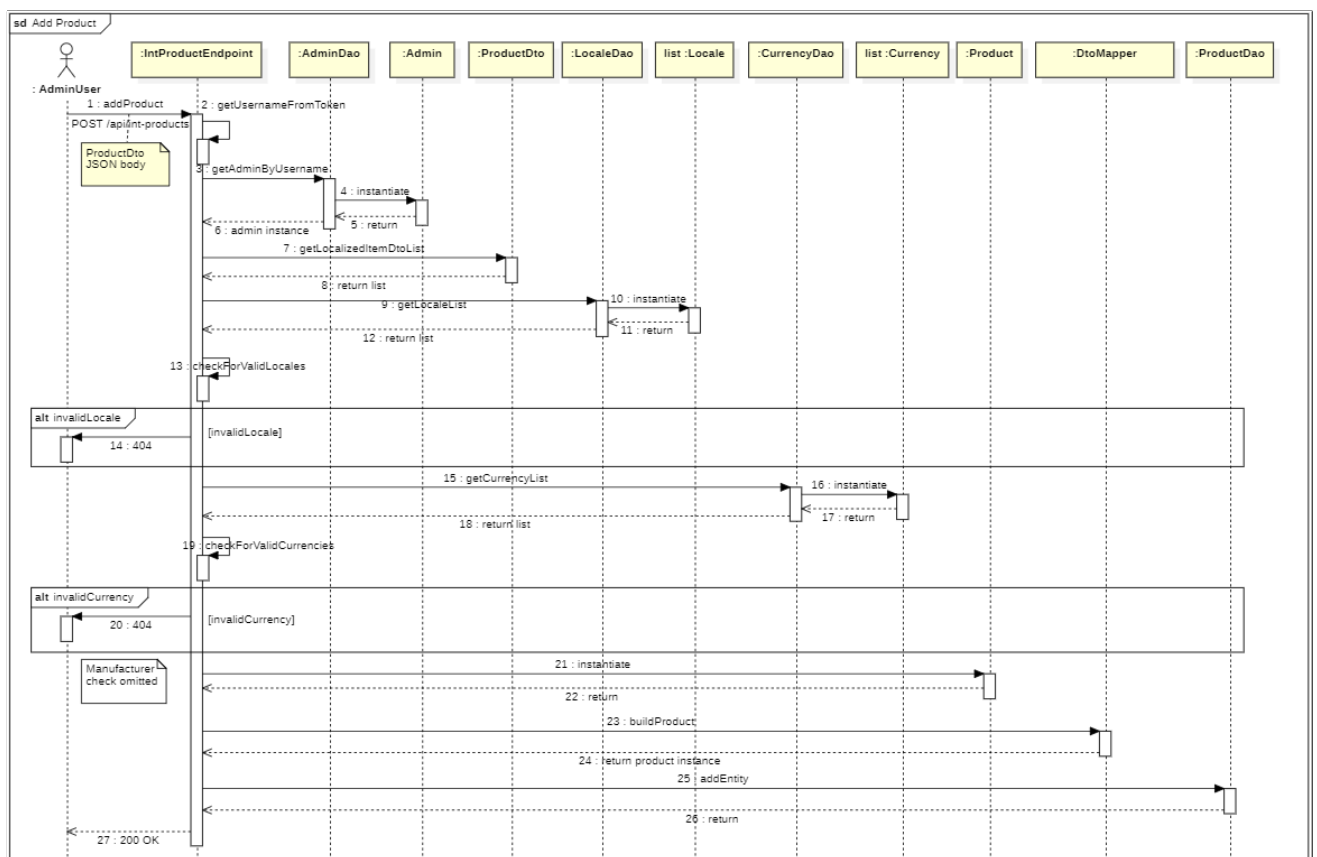 sd Add Product
:IntProductEndpoint
:AdminDao
:Admin
:ProductDto
:LocaleDao
list :Locale
:CurrencyDao
list :Currency
:Product
:DtoMapper
:ProductDao
: AdminUser
1 : addProduct
2 : getUsernameFromToken
POST /api/int-products
ProductDto
JSON body
3 : getAdminByUsername
4 : instantiate
5 : return
6 : admin instance
7 : getLocalizedItemDtoList
8 : return list
9 : getLocaleList
10 : instantiate
11 : return
12 : return list
13 : checkForValidLocales
alt invalidLocale
[invalidLocale]
14 : 404
15 : getCurrencyList
16 : instantiate
17 : return
18 : return list
19 : checkForValidCurrencies
alt invalidCurrency
[invalidCurrency]
20 : 404
Manufacturer
check omitted
21 : instantiate
22 : return
23 : buildProduct
24 : return product instance
25 : addEntity
26 : return
27 : 200 OK